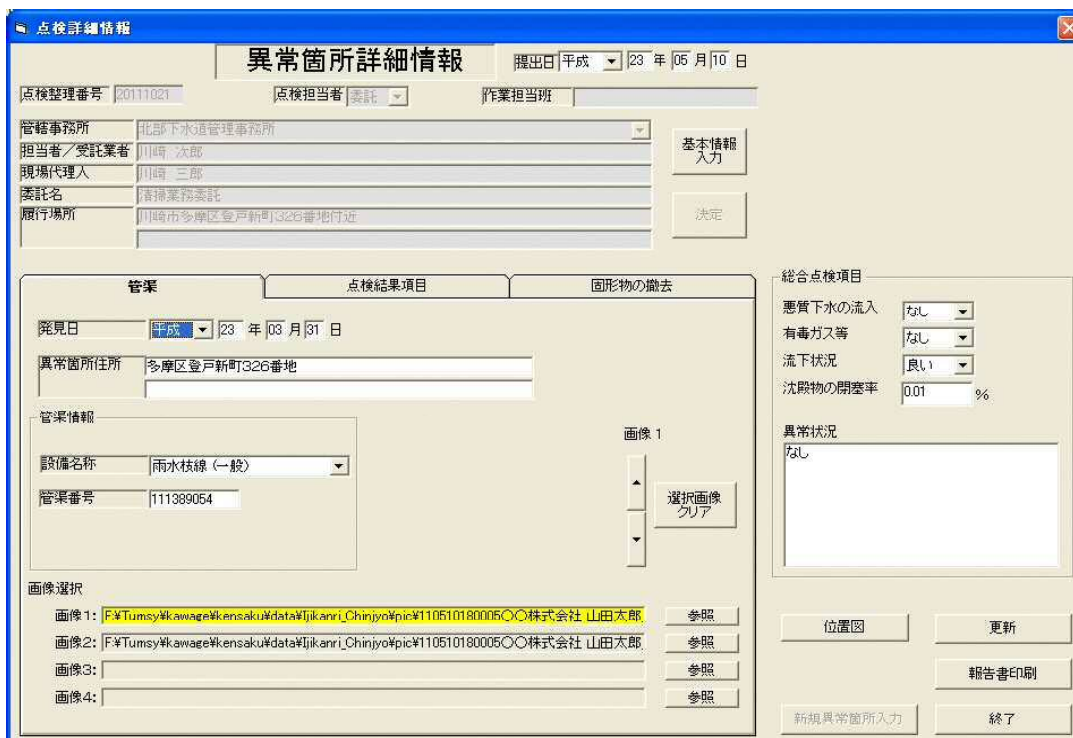 点検詳細情報
異常箇所詳細情報 提出日 平成 23 年 05 月 10 日
点検整理番号 20111021 点検担当者 委託 作業担当班
管轄事務所 北部下水道管理事務所
担当者/受託業者 川崎 次郎
現場代理人 川崎 三郎
委託名 清掃業務委託
履行場所 川崎市多摩区登戸新町326番地付近
基本情報
入力
決定
管渠 点検結果項目 固形物の撤去
発見日 平成 23 年 03 月 31 日
異常箇所住所 多摩区登戸新町326番地
管渠情報
設備名称 雨水枝線(一般)
管渠番号 111389054
画像 1
選択画像
クリア
画像選択
画像1: F:¥Tumsy¥kawage¥kensaku¥data¥Ijikanri_Chinjyo¥pic¥110510180005〇〇株式会社 山田太郎_ 参照
画像2: F:¥Tumsy¥kawage¥kensaku¥data¥Ijikanri_Chinjyo¥pic¥110510180005〇〇株式会社 山田太郎_ 参照
画像3: 参照
画像4: 参照
総合点検項目
悪質下水の流入 なし
有毒ガス等 なし
流下状況 良い
沈殿物の閉塞率 0.01 %
異常状況
なし
位置図 更新
報告書印刷
新規異常箇所入力 終了